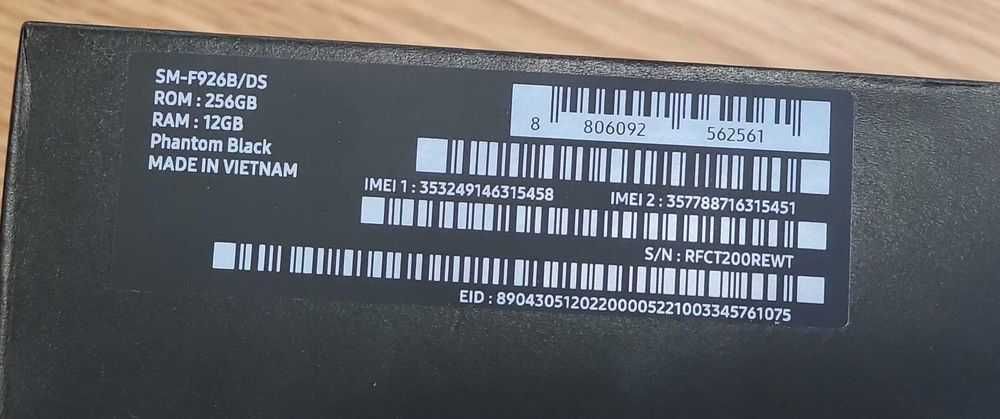 SM-F926B/DS
ROM : 256GB
RAM : 12GB
Phantom Black
MADE IN VIETNAM
8 806092 562561
IMEI 1 : 353249146315458 IMEI 2 : 357788716315451
S/N : RFCT200REWT
EID : 89043051202200005221003345761075